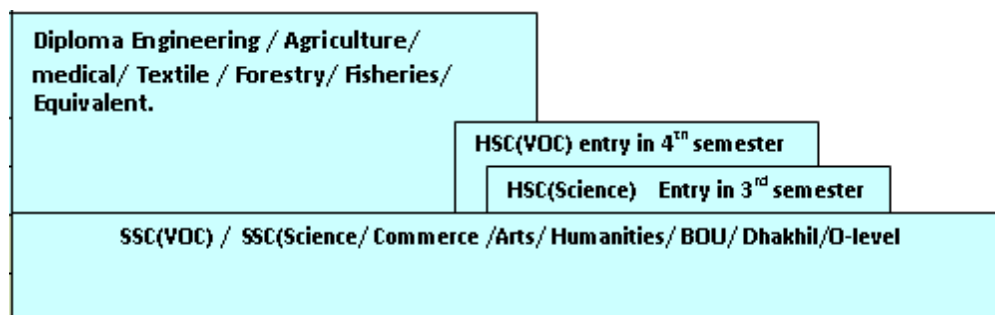 Diploma Engineering / Agriculture/
medical/ Textile / Forestry/ Fisheries/
Equivalent.
HSC(VOC) entry in 4th semester
HSC(Science) Entry in 3rd semester
SSC(VOC) / SSC(Science/ Commerce /Arts/ Humanities/ BOU/ Dhakhil/O-level